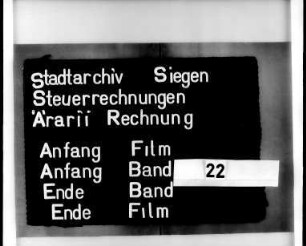 Stadtarchiv Siegen
Steuerrechnungen
Ärarii Rechnung
Anfang Film
Anfang Band 22
Ende Band
Ende Film